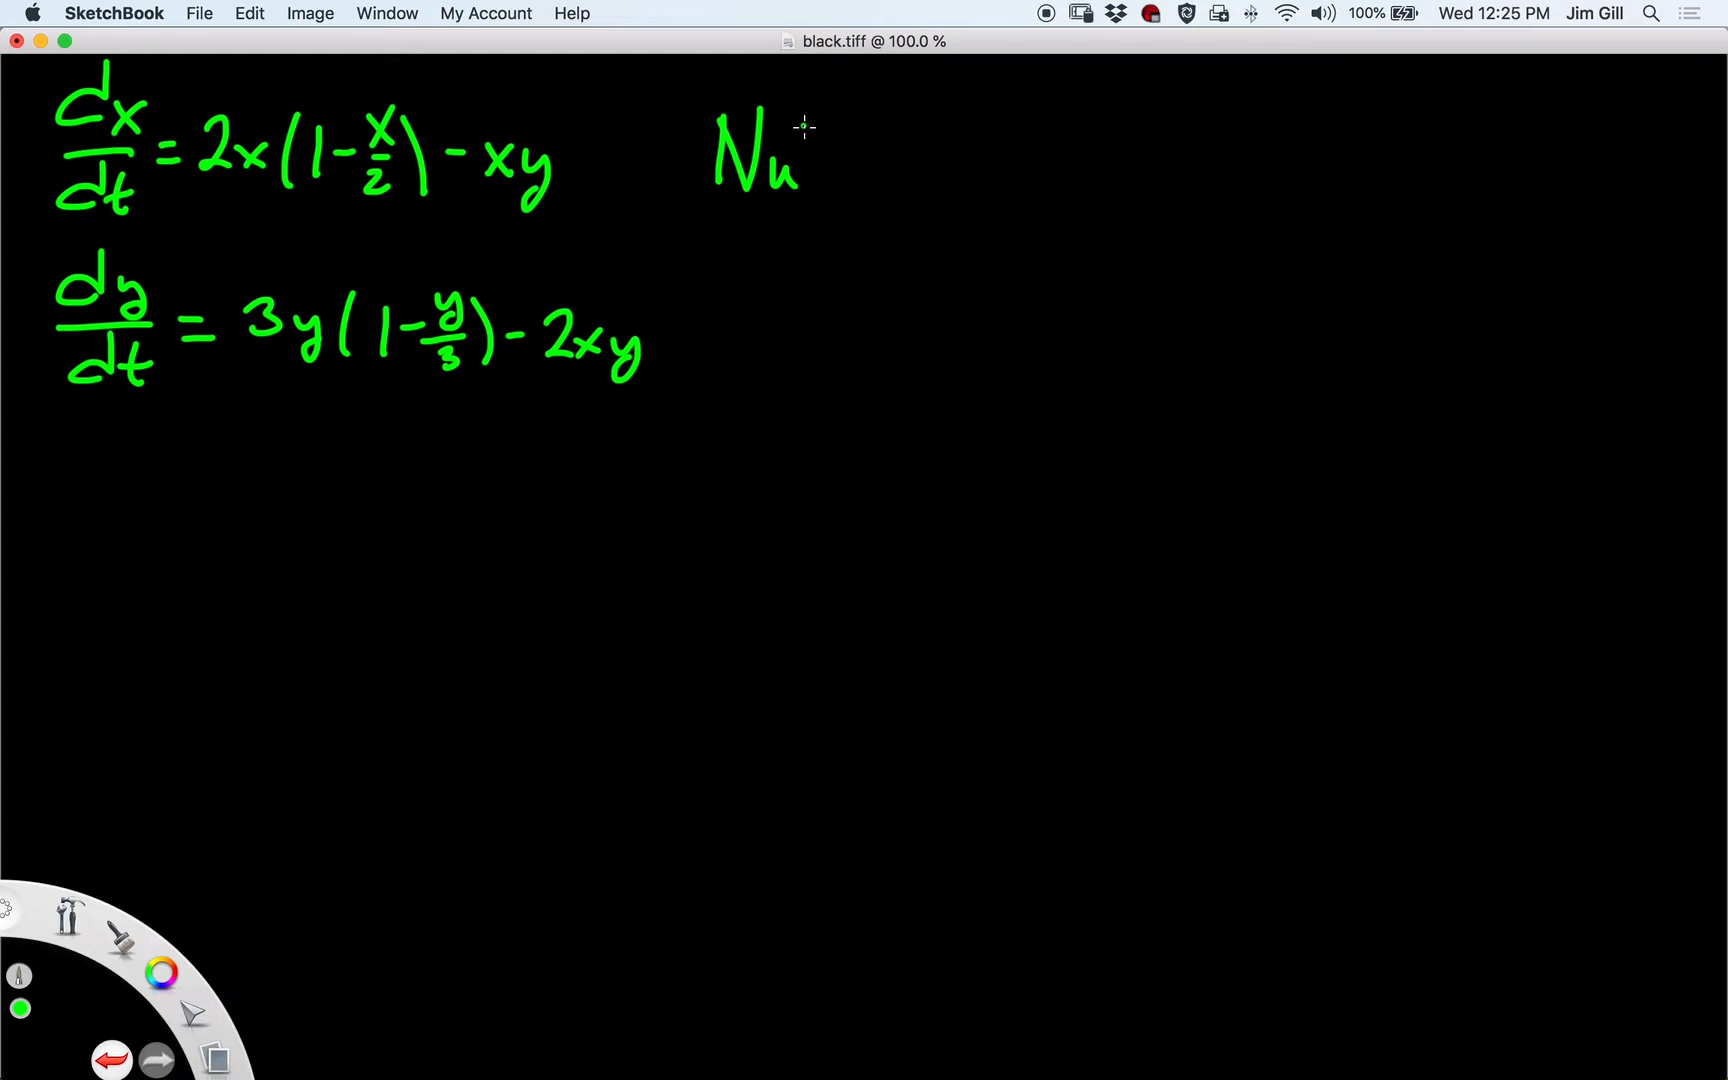 SketchBook File Edit Image Window My Account Help 100% Wed 12:25 PM Jim Gill
black.tiff @ 100.0 %
dx/dt = 2x(1 - x/2) - xy
Nu
dy/dt = 3y(1 - y/3) - 2xy